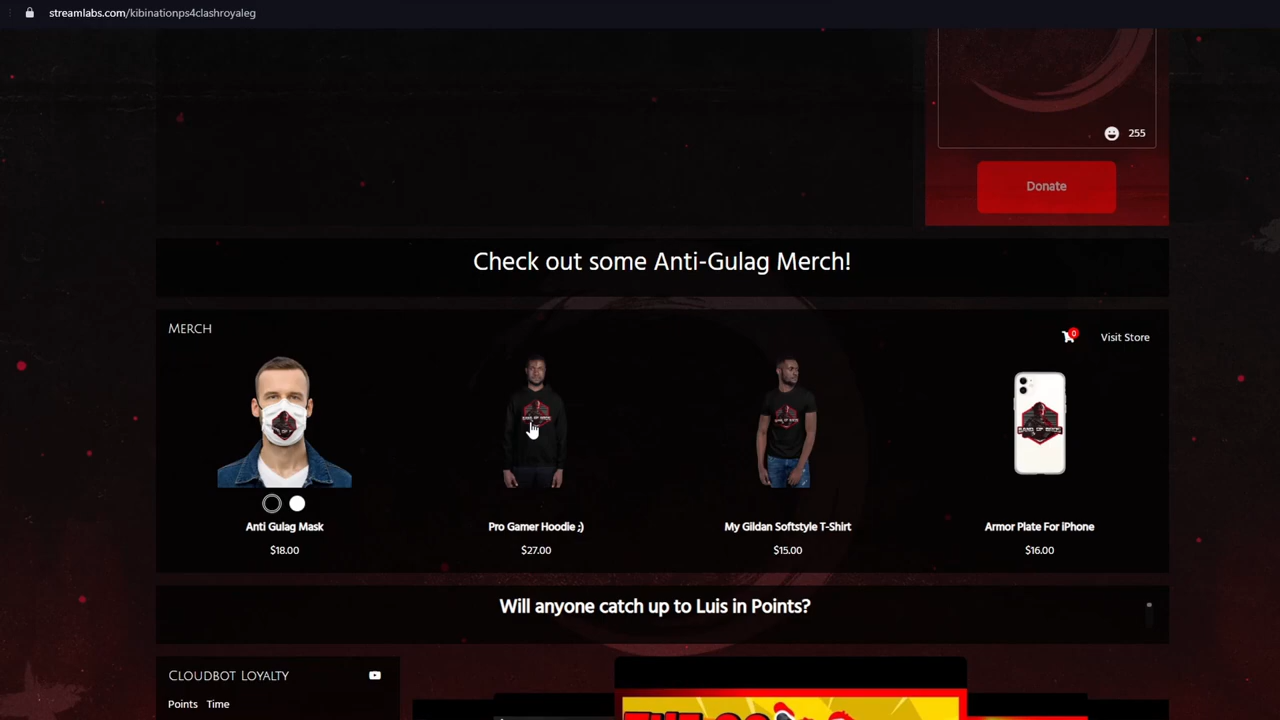 streamlabs.com/kibinationps4clashroyaleg
255
Donate
Check out some Anti-Gulag Merch!
Merch
0
Visit Store
Anti Gulag Mask
Pro Gamer Hoodie ;)
My Gildan Softstyle T-Shirt
Armor Plate For iPhone
$18.00
$27.00
$15.00
$16.00
Will anyone catch up to Luis in Points?
Cloudbot Loyalty
Points Time